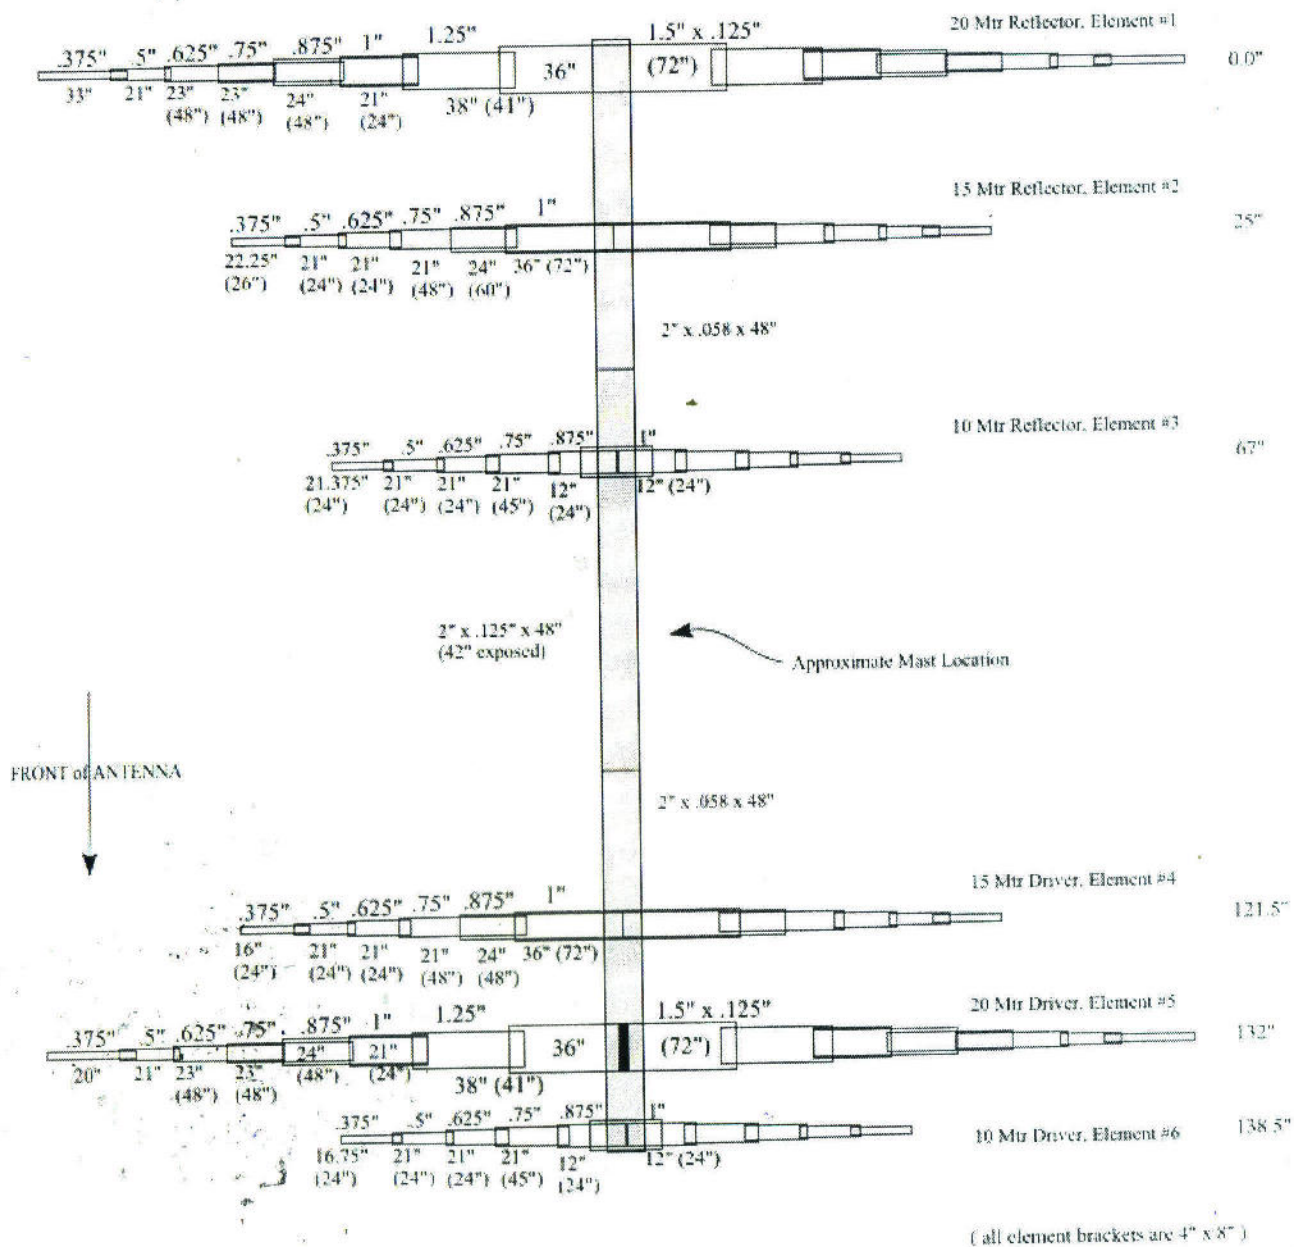 20 Mtr Reflector, Element #1
.375" .5" .625" .75" .875" 1" 1.25" 1.5" x .125"
0.0"
36" (72")
33" 21" 23" 23" 24" 21" 38" (41")
(48") (48") (48") (24")
15 Mtr Reflector, Element #2
.375" .5" .625" .75" .875" 1"
25"
22.25" 21" 21" 21" 24" 36" (72")
(26") (24") (24") (48") (60")
2" x .058 x 48"
10 Mtr Reflector, Element #3
.375" .5" .625" .75" .875" 1"
67"
21.375" 21" 21" 21" 12" 12" (24")
(24") (24") (24") (45") (24")
2" x .125" x 48"
(42" exposed)
Approximate Mast Location
FRONT of ANTENNA
2" x .058 x 48"
15 Mtr Driver, Element #4
.375" .5" .625" .75" .875" 1"
121.5"
16" 21" 21" 21" 24" 36" (72")
(24") (24") (24") (48") (48")
20 Mtr Driver, Element #5
.375" .5" .625" .75" .875" 1" 1.25" 1.5" x .125"
132"
36" (72")
20" 21" 23" 23" 24" 21" 38" (41")
(48") (48") (48") (24")
.375" .5" .625" .75" .875" 1"
10 Mtr Driver, Element #6
138.5"
16.75" 21" 21" 21" 12" 12" (24")
(24") (24") (24") (45") (24")
( all element brackets are 4" x 8" )